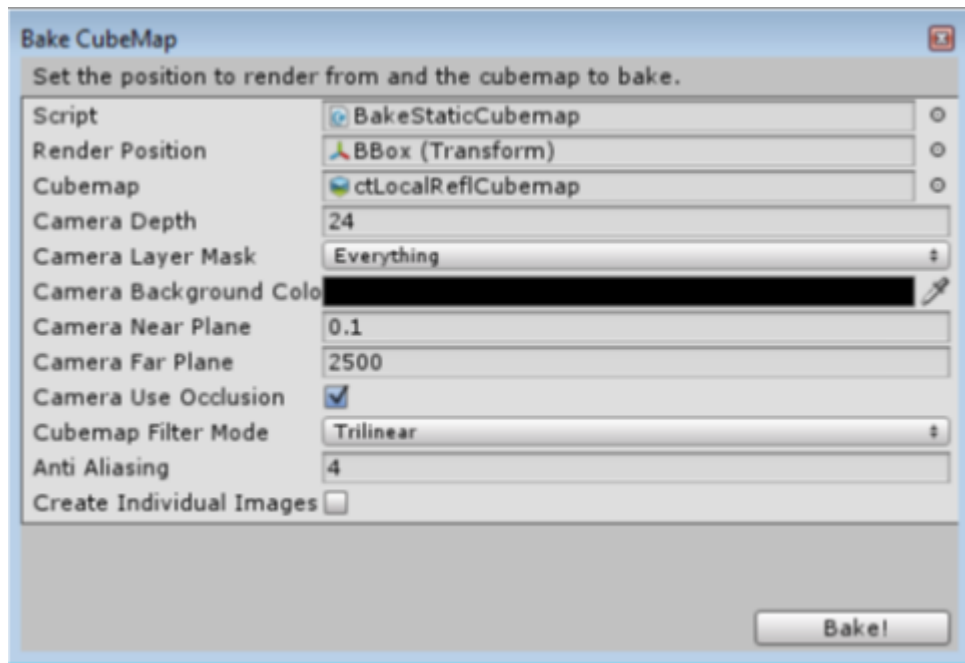 Bake CubeMap
Set the position to render from and the cubemap to bake.
Script BakeStaticCubemap
Render Position BBox (Transform)
Cubemap ctLocalReflCubemap
Camera Depth 24
Camera Layer Mask Everything
Camera Background Colo
Camera Near Plane 0.1
Camera Far Plane 2500
Camera Use Occlusion
Cubemap Filter Mode Trilinear
Anti Aliasing 4
Create Individual Images
Bake!